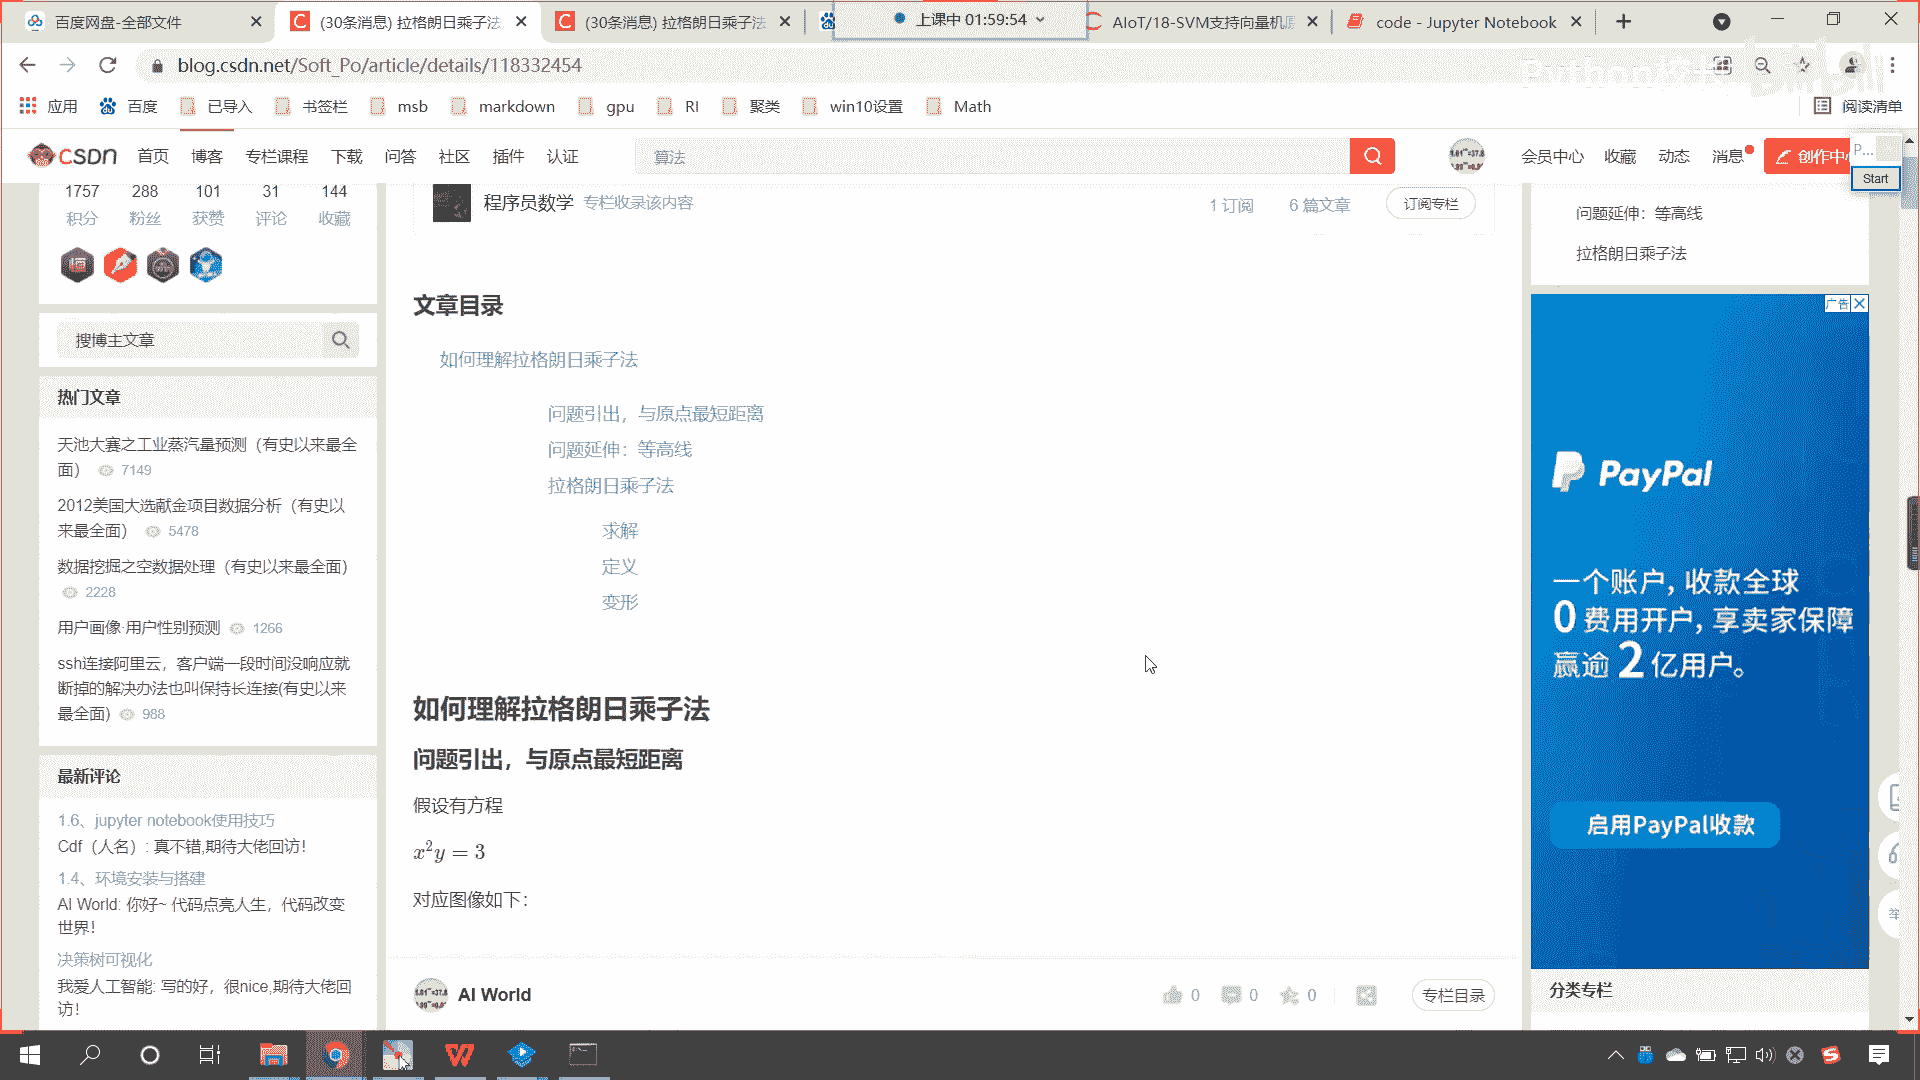 百度网盘-全部文件
(30条消息) 拉格朗日乘子法
(30条消息) 拉格朗日乘子法
上课中 01:59:54
AIoT/18-SVM支持向量机原
code - Jupyter Notebook
blog.csdn.net/Soft_Po/article/details/118332454
应用 百度 已导入 书签栏 msb markdown gpu RI 聚类 win10设置 Math 阅读清单
CSDN 首页 博客 专栏课程 下载 问答 社区 插件 认证 算法 会员中心 收藏 动态 消息 创作中心
P...
Start
1757 288 101 31 144
积分 粉丝 获赞 评论 收藏
搜博主文章
热门文章
天池大赛之工业蒸汽量预测（有史以来最全
面） 7149
2012美国大选献金项目数据分析（有史以
来最全面） 5478
数据挖掘之空数据处理（有史以来最全面）
2228
用户画像·用户性别预测 1266
ssh连接阿里云，客户端一段时间没响应就
断掉的解决办法也叫保持长连接(有史以来
最全面) 988
最新评论
1.6、jupyter notebook使用技巧
Cdf（人名）: 真不错,期待大佬回访！
1.4、环境安装与搭建
AI World: 你好~ 代码点亮人生，代码改变
世界！
决策树可视化
我爱人工智能: 写的好，很nice,期待大佬回
访！
程序员数学 专栏收录该内容 1 订阅 6 篇文章 订阅专栏
文章目录
如何理解拉格朗日乘子法
问题引出，与原点最短距离
问题延伸：等高线
拉格朗日乘子法
求解
定义
变形
如何理解拉格朗日乘子法
问题引出，与原点最短距离
假设有方程
x²y = 3
对应图像如下：
AI World 0 0 0 专栏目录
问题延伸：等高线
拉格朗日乘子法
广告
PayPal
一个账户, 收款全球
0 费用开户, 享卖家保障
赢逾 2 亿用户。
启用PayPal收款
分类专栏